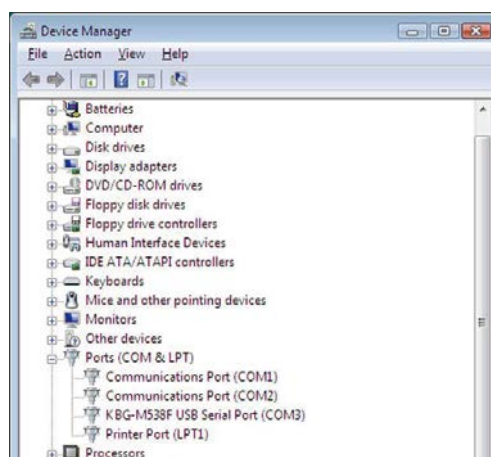 Device Manager
File Action View Help
Batteries
Computer
Disk drives
Display adapters
DVD/CD-ROM drives
Floppy disk drives
Floppy drive controllers
Human Interface Devices
IDE ATA/ATAPI controllers
Keyboards
Mice and other pointing devices
Monitors
Other devices
Ports (COM & LPT)
Communications Port (COM1)
Communications Port (COM2)
KBG-M538F USB Serial Port (COM3)
Printer Port (LPT1)
Processors